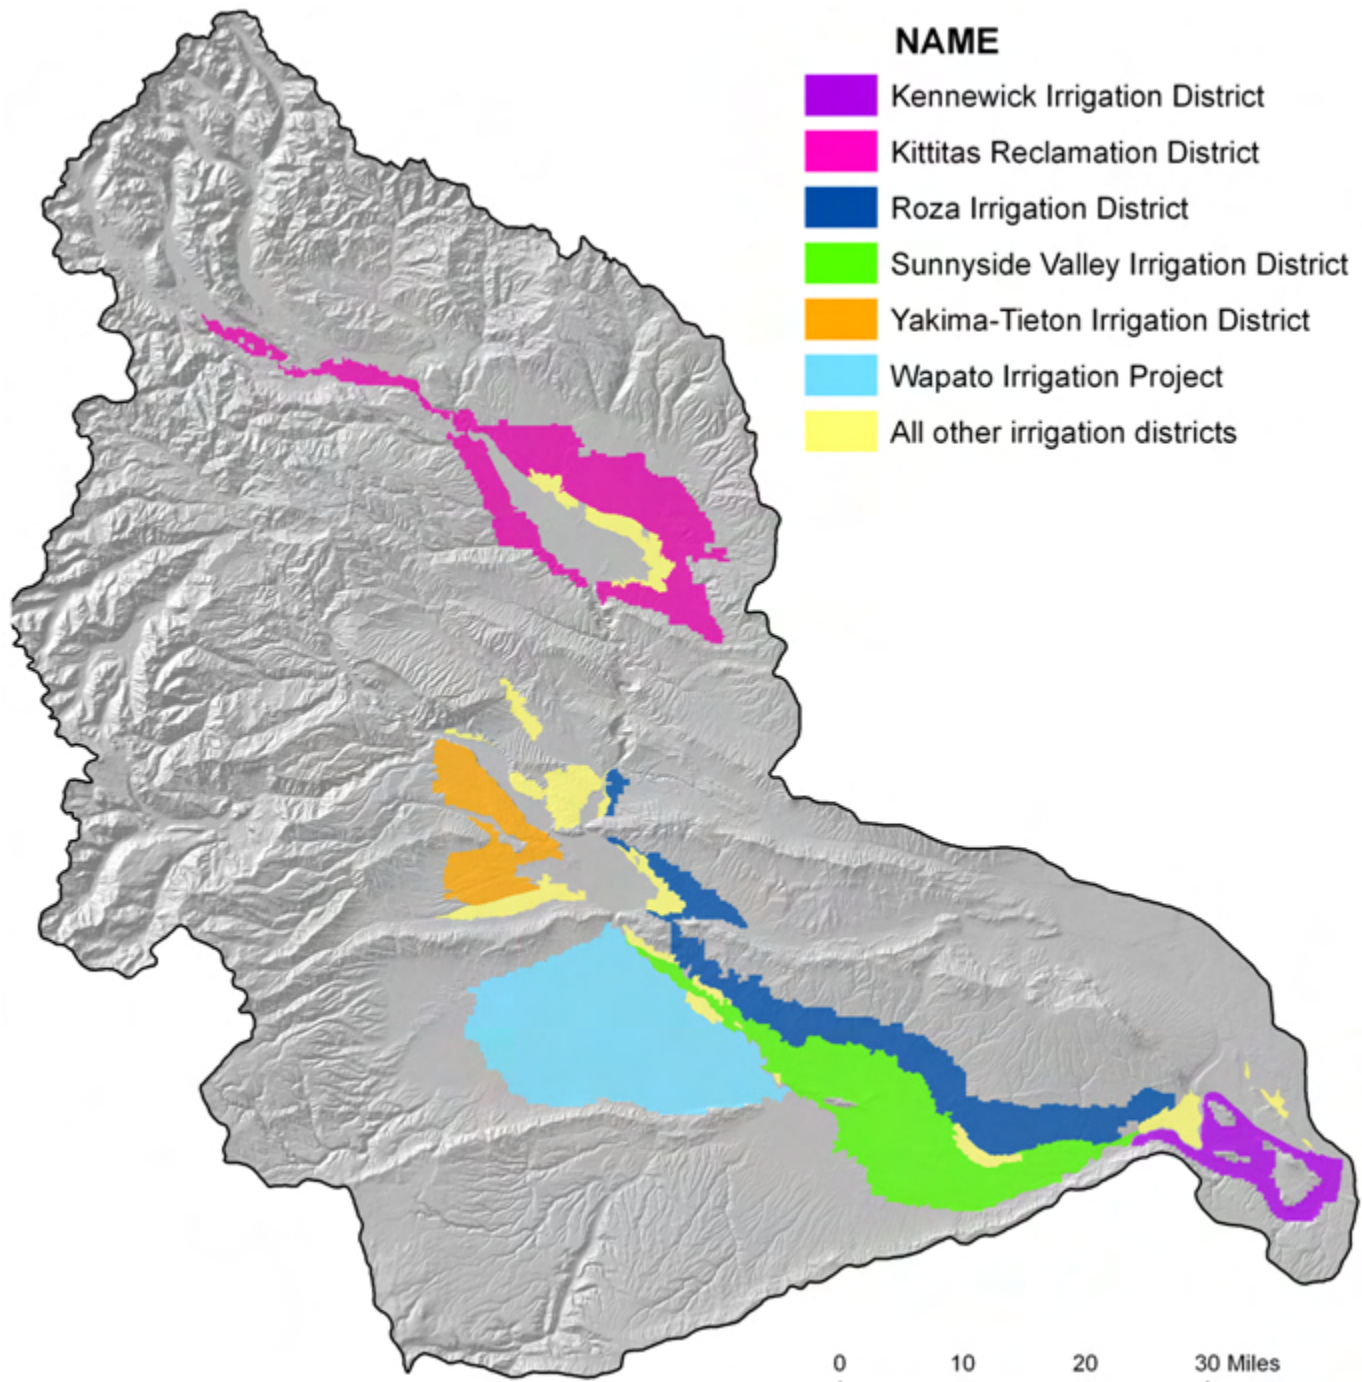 NAME
Kennewick Irrigation District
Kittitas Reclamation District
Roza Irrigation District
Sunnyside Valley Irrigation District
Yakima-Tieton Irrigation District
Wapato Irrigation Project
All other irrigation districts
0 10 20 30 Miles